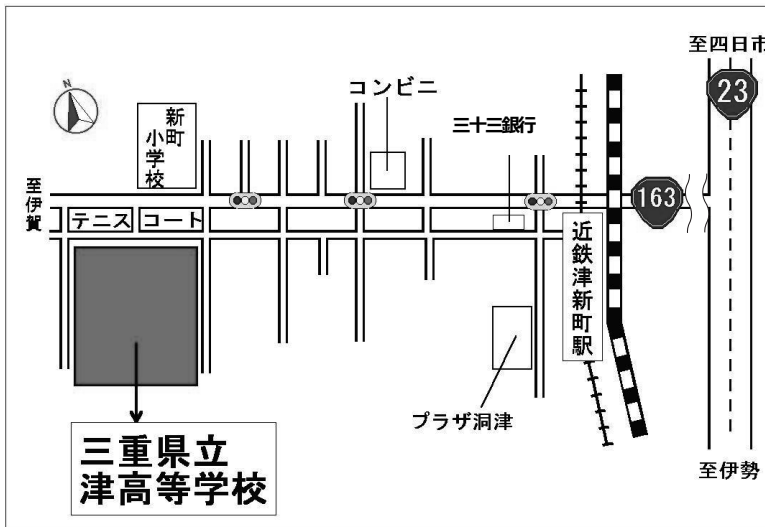 至四日市
23
N
コンビニ
新町
小学校
三十三銀行
至伊賀
163
テニス
コート
近鉄津新町駅
プラザ洞津
三重県立
津高等学校
至伊勢